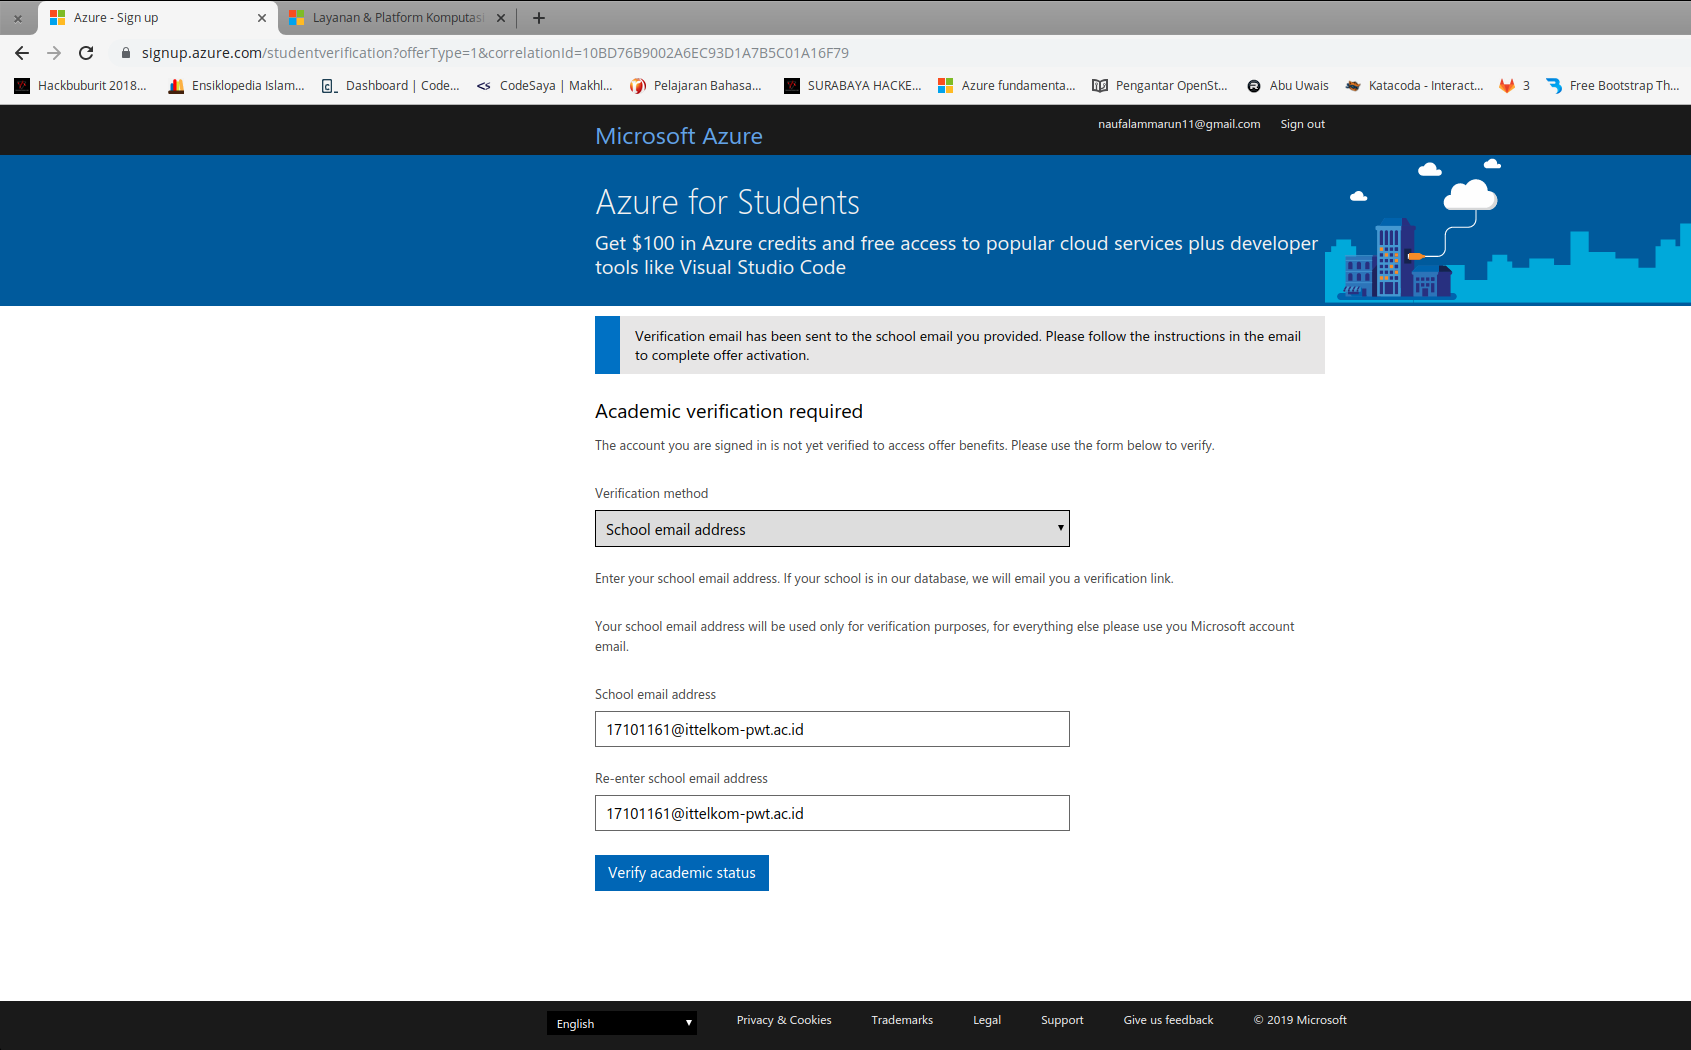 Azure - Sign up
Layanan & Platform Komputasi
signup.azure.com/studentverification?offerType=1&correlationId=10BD76B9002A6EC93D1A7B5C01A16F79
Hackbuburit 2018... Ensiklopedia Islam... Dashboard | Code... CodeSaya | Makhl... Pelajaran Bahasa... SURABAYA HACKE... Azure fundamenta... Pengantar OpenSt... Abu Uwais Katacoda - Interact... 3 Free Bootstrap Th...
Microsoft Azure
naufalammarun11@gmail.com Sign out
Azure for Students
Get $100 in Azure credits and free access to popular cloud services plus developer
tools like Visual Studio Code
Verification email has been sent to the school email you provided. Please follow the instructions in the email
to complete offer activation.
Academic verification required
The account you are signed in is not yet verified to access offer benefits. Please use the form below to verify.
Verification method
School email address
Enter your school email address. If your school is in our database, we will email you a verification link.
Your school email address will be used only for verification purposes, for everything else please use you Microsoft account
email.
School email address
17101161@ittelkom-pwt.ac.id
Re-enter school email address
17101161@ittelkom-pwt.ac.id
Verify academic status
English Privacy & Cookies Trademarks Legal Support Give us feedback © 2019 Microsoft